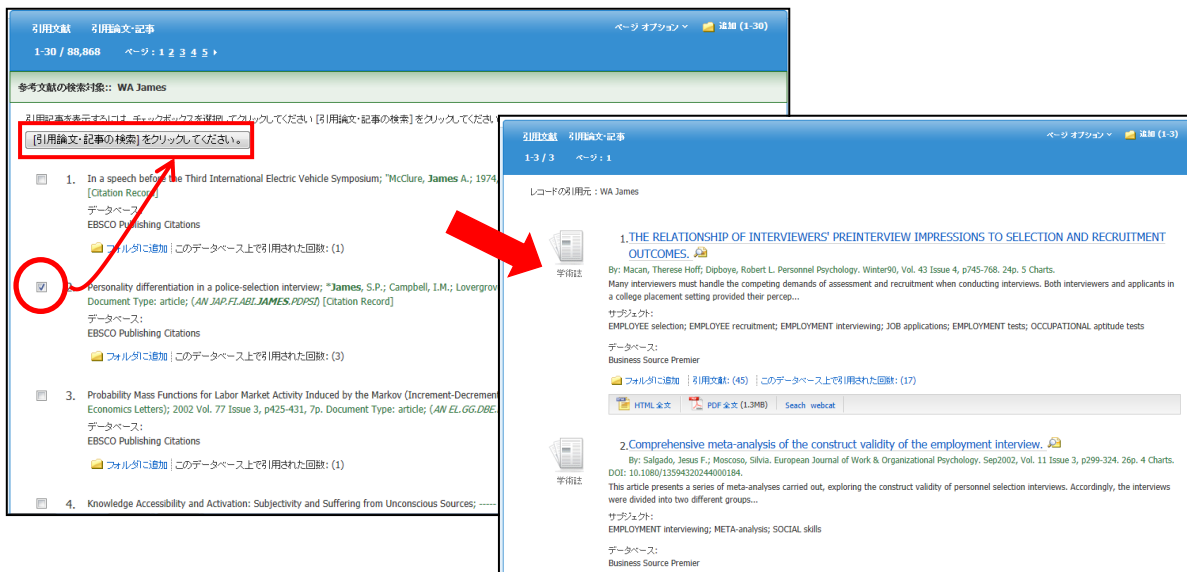 引用文献 引用論文・記事
ページ オプション 追加 (1-30)
1-30 / 88,868 ページ : 1 2 3 4 5
参考文献の検索対象:: WA James
引用記事を表示するには、チェックボックスを選択してクリックしてください [引用論文・記事の検索] をクリックしてください
[引用論文・記事の検索] をクリックしてください。
1. In a speech before the Third International Electric Vehicle Symposium; "McClure, James A.; 1974,
[Citation Record]
データベース:
EBSCO Publishing Citations
フォルダに追加 このデータベース上で引用された回数: (1)
2. Personality differentiation in a police-selection interview; *James, S.P.; Campbell, I.M.; Lovergrov
Document Type: article; (AN JAP.FI.ABI.JAMES.PDPSI) [Citation Record]
データベース:
EBSCO Publishing Citations
フォルダに追加 このデータベース上で引用された回数: (3)
3. Probability Mass Functions for Labor Market Activity Induced by the Markov (Increment-Decrement
Economics Letters); 2002 Vol. 77 Issue 3, p425-431, 7p. Document Type: article; (AN EL.GG.DBE.
データベース:
EBSCO Publishing Citations
フォルダに追加 このデータベース上で引用された回数: (1)
4. Knowledge Accessibility and Activation: Subjectivity and Suffering from Unconscious Sources; -----
引用文献 引用論文・記事
ページ オプション 追加 (1-3)
1-3 / 3 ページ : 1
レコードの引用元 : WA James
1. THE RELATIONSHIP OF INTERVIEWERS' PREINTERVIEW IMPRESSIONS TO SELECTION AND RECRUITMENT
OUTCOMES.
学術誌
By: Macan, Therese Hoff; Dipboye, Robert L. Personnel Psychology. Winter90, Vol. 43 Issue 4, p745-768. 24p. 5 Charts.
Many interviewers must handle the competing demands of assessment and recruitment when conducting interviews. Both interviewers and applicants in
a college placement setting provided their percep...
サブジェクト:
EMPLOYEE selection; EMPLOYEE recruitment; EMPLOYMENT interviewing; JOB applications; EMPLOYMENT tests; OCCUPATIONAL aptitude tests
データベース:
Business Source Premier
フォルダに追加 引用文献: (45) このデータベース上で引用された回数: (17)
HTML 全文 PDF 全文 (1.3MB) Seach webcat
2. Comprehensive meta-analysis of the construct validity of the employment interview.
By: Salgado, Jesus F.; Moscoso, Silvia. European Journal of Work & Organizational Psychology. Sep2002, Vol. 11 Issue 3, p299-324. 26p. 4 Charts.
DOI: 10.1080/13594320244000184.
学術誌
This article presents a series of meta-analyses carried out, exploring the construct validity of personnel selection interviews. Accordingly, the interviews
were divided into two different groups...
サブジェクト:
EMPLOYMENT interviewing; META-analysis; SOCIAL skills
データベース:
Business Source Premier